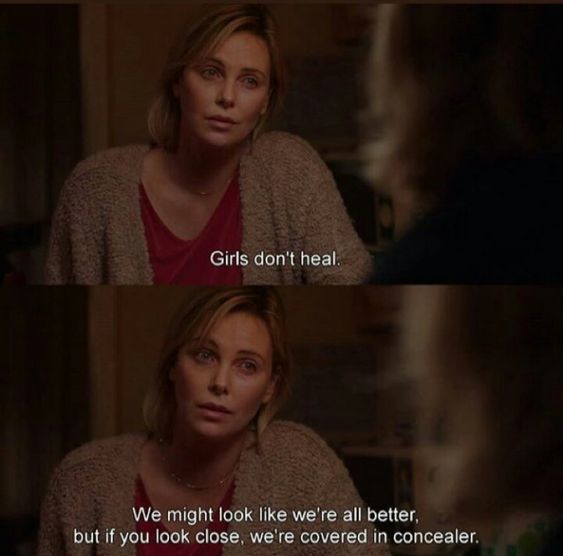 Girls don't heal.
We might look like we're all better,
but if you look close, we're covered in concealer.